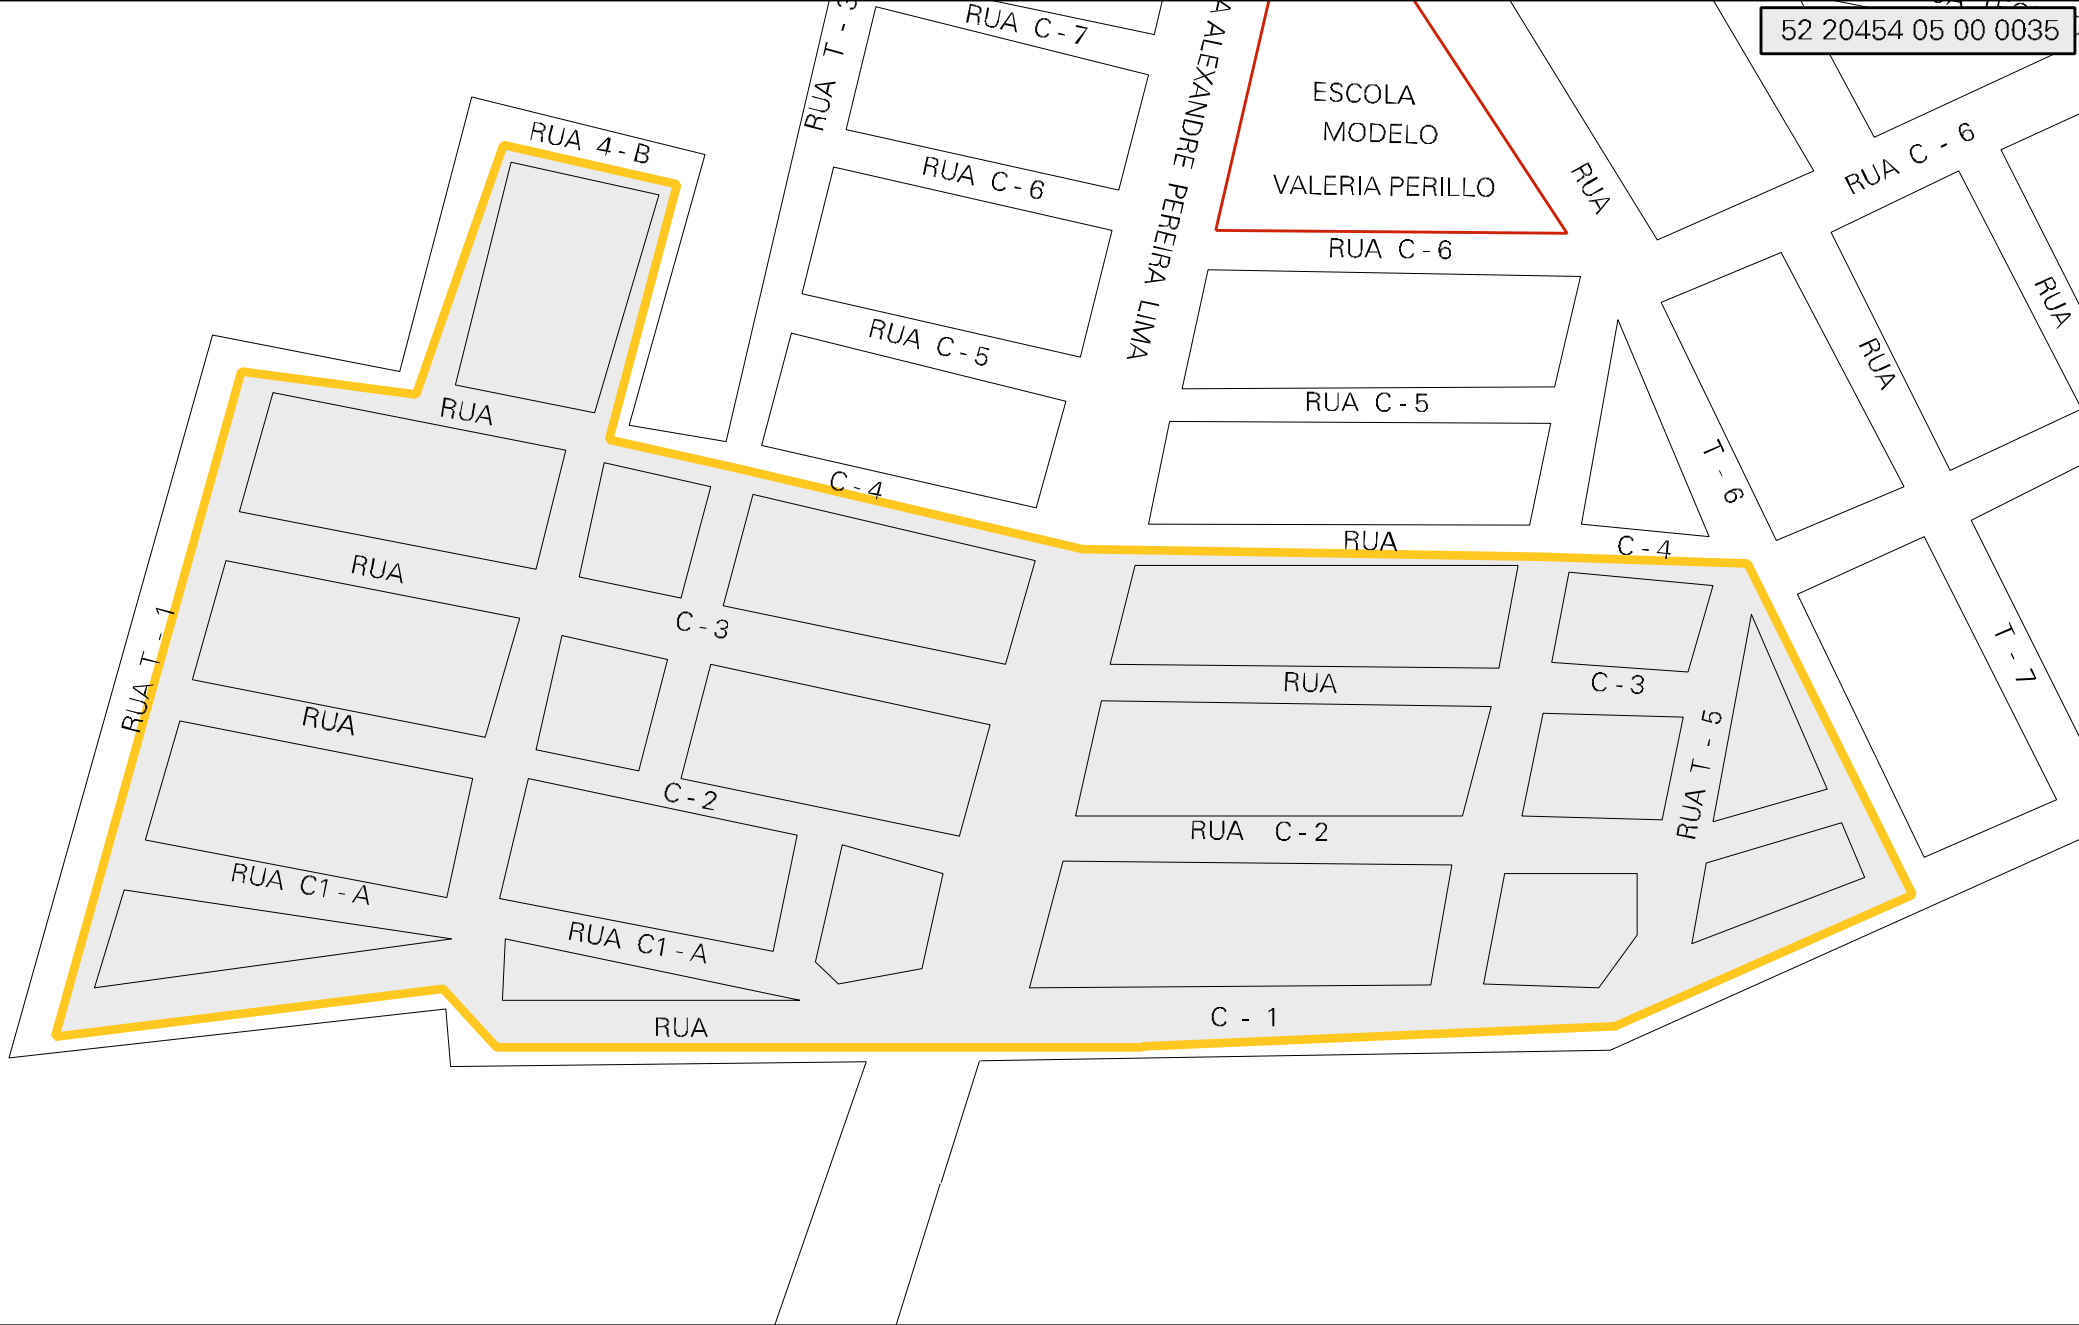 52 20454 05 00 0035
RUA C - 7
RUA T - 3
A ALEXANDRE PEREIRA LIMA
ESCOLA
MODELO
VALERIA PERILLO
RUA 4 - B
RUA C - 6
RUA C - 6
RUA C - 6
RUA
RUA
RUA
RUA C - 5
RUA C - 5
RUA
C - 4
T - 6
RUA
C - 4
RUA
C - 3
RUA T - 1
RUA
C - 3
T - 7
RUA
C - 2
RUA C - 2
RUA T - 5
RUA C1 - A
RUA C1 - A
RUA
C - 1